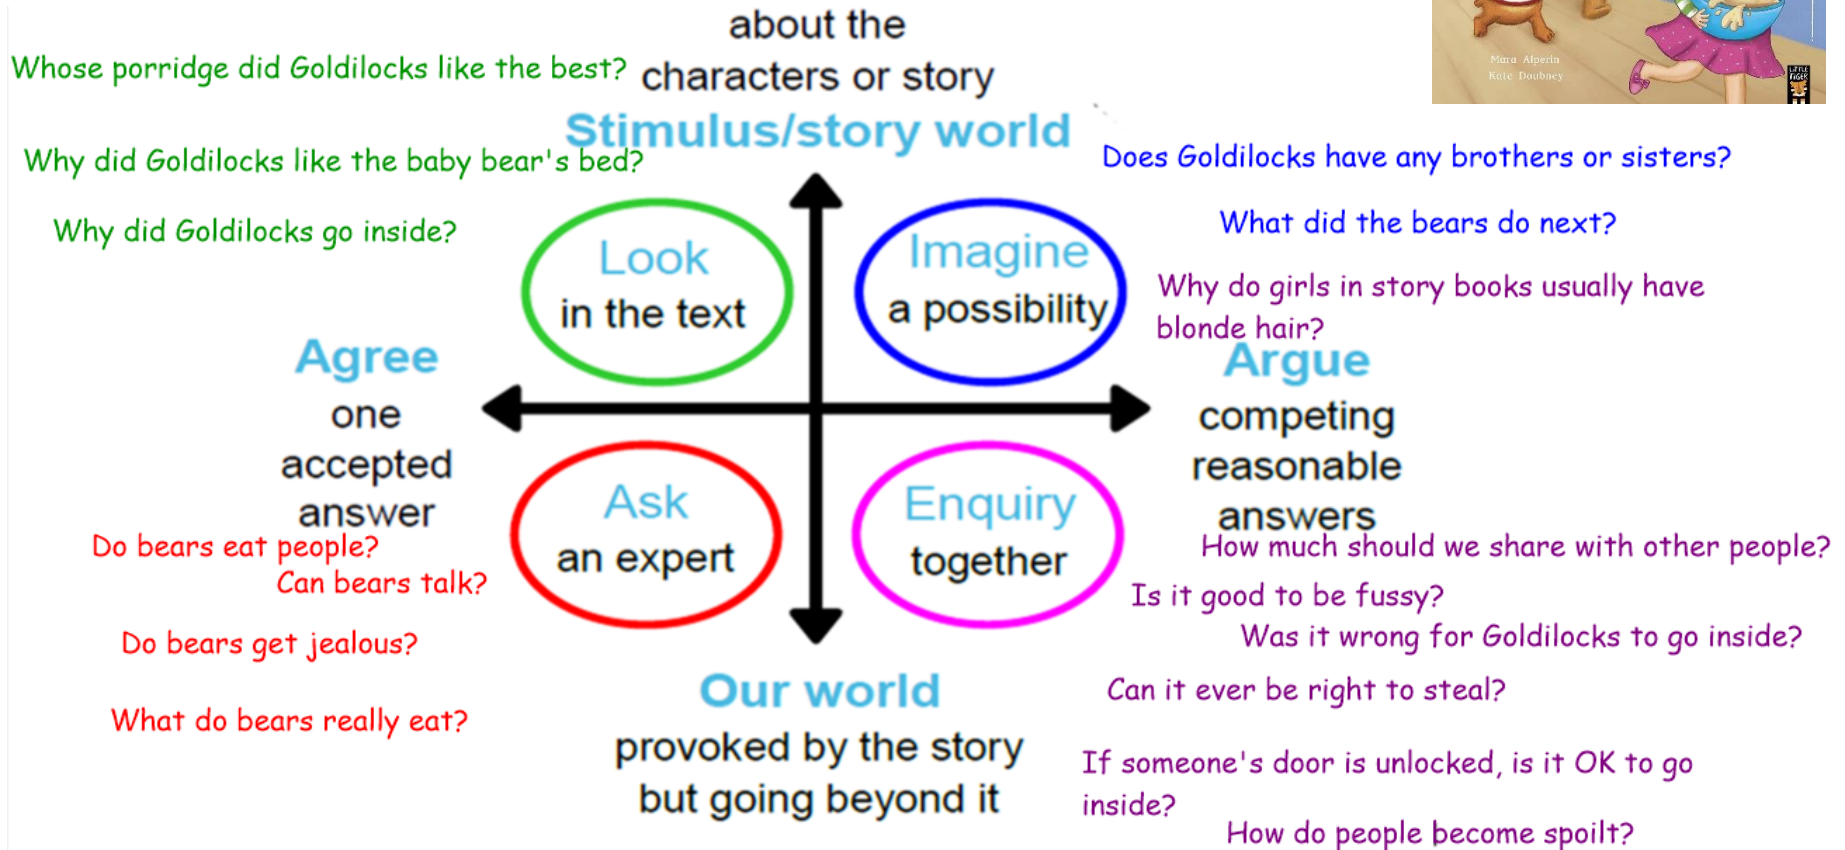 about the
characters or story
Stimulus/story world
Whose porridge did Goldilocks like the best?
Why did Goldilocks like the baby bear's bed?
Why did Goldilocks go inside?
Mara Alperin
Kate Daubney
LITTLE
TIGER
Does Goldilocks have any brothers or sisters?
What did the bears do next?
Why do girls in story books usually have
blonde hair?
Look
in the text
Imagine
a possibility
Agree
one
accepted
answer
Argue
competing
reasonable
answers
Ask
an expert
Enquiry
together
Do bears eat people?
Can bears talk?
Do bears get jealous?
What do bears really eat?
How much should we share with other people?
Is it good to be fussy?
Was it wrong for Goldilocks to go inside?
Can it ever be right to steal?
If someone's door is unlocked, is it OK to go
inside?
How do people become spoilt?
Our world
provoked by the story
but going beyond it